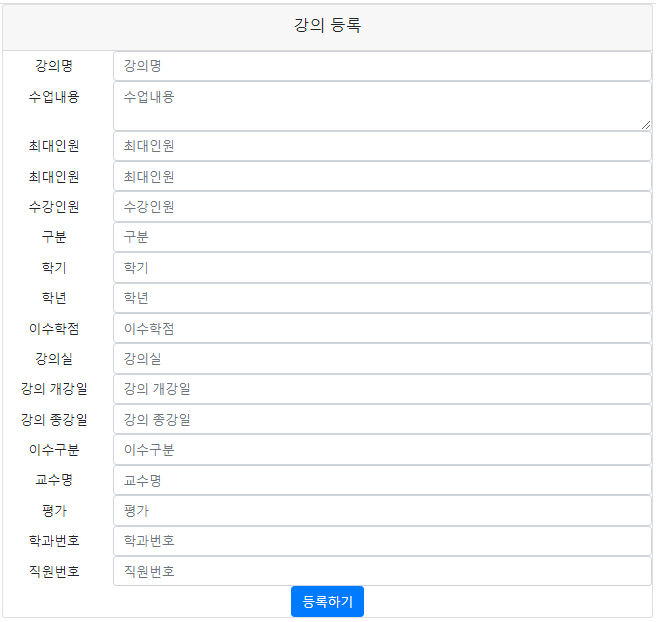 강의 등록
강의명 강의명
수업내용 수업내용
최대인원 최대인원
최대인원 최대인원
수강인원 수강인원
구분 구분
학기 학기
학년 학년
이수학점 이수학점
강의실 강의실
강의 개강일 강의 개강일
강의 종강일 강의 종강일
이수구분 이수구분
교수명 교수명
평가 평가
학과번호 학과번호
직원번호 직원번호
등록하기